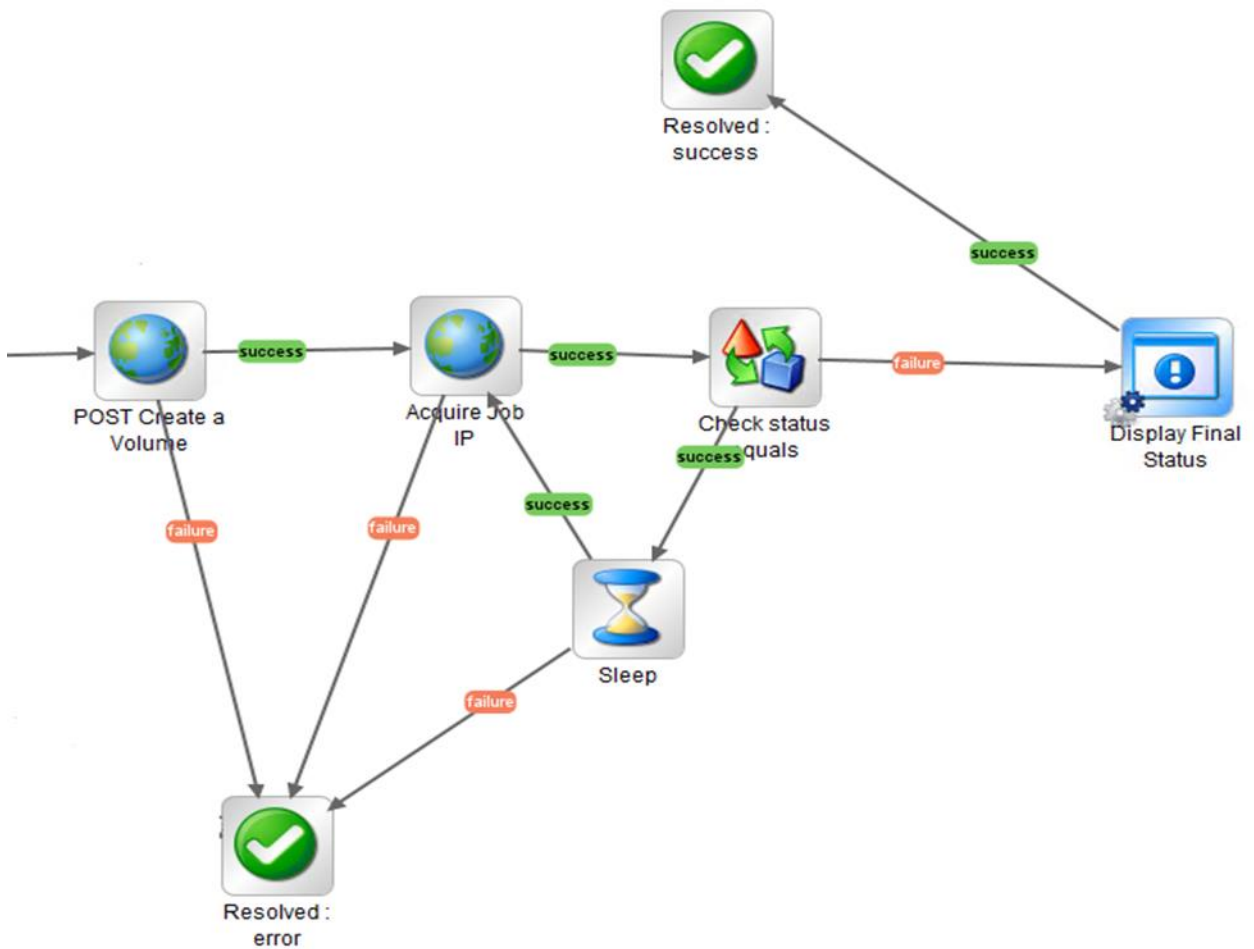 Resolved :
success
success
POST Create a
Volume
success
Acquire Job
IP
success
Check status
quals
failure
Display Final
Status
success
success
failure
failure
Sleep
failure
Resolved :
error